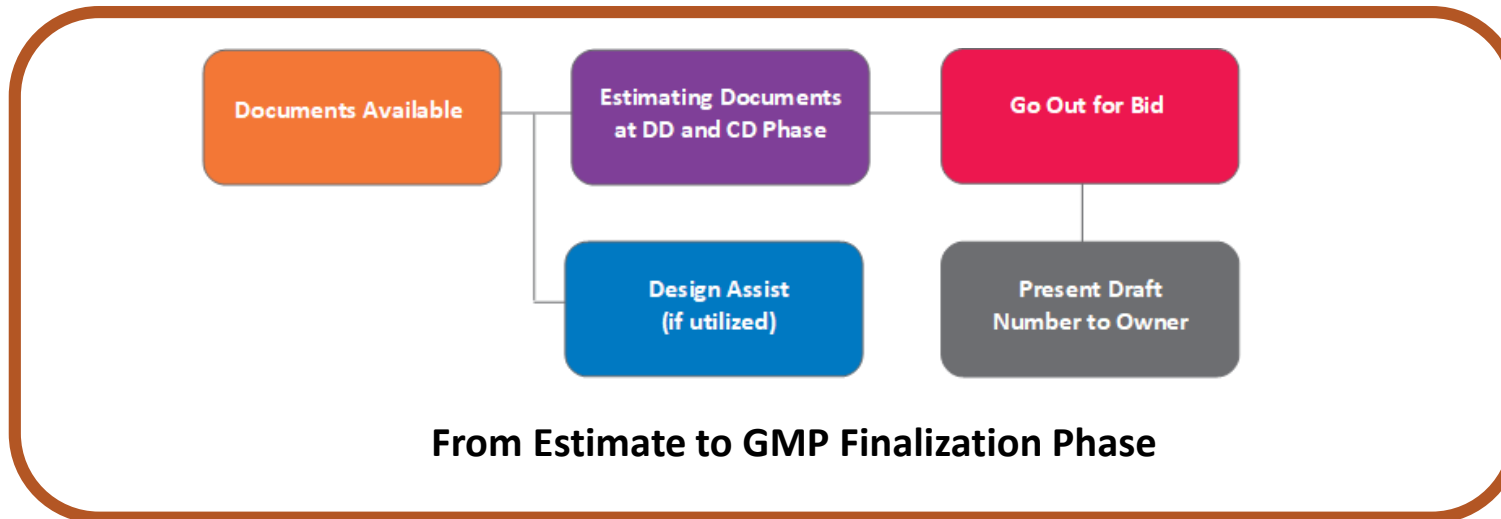 Documents Available
Estimating Documents
at DD and CD Phase
Go Out for Bid
Design Assist
(if utilized)
Present Draft
Number to Owner
From Estimate to GMP Finalization Phase